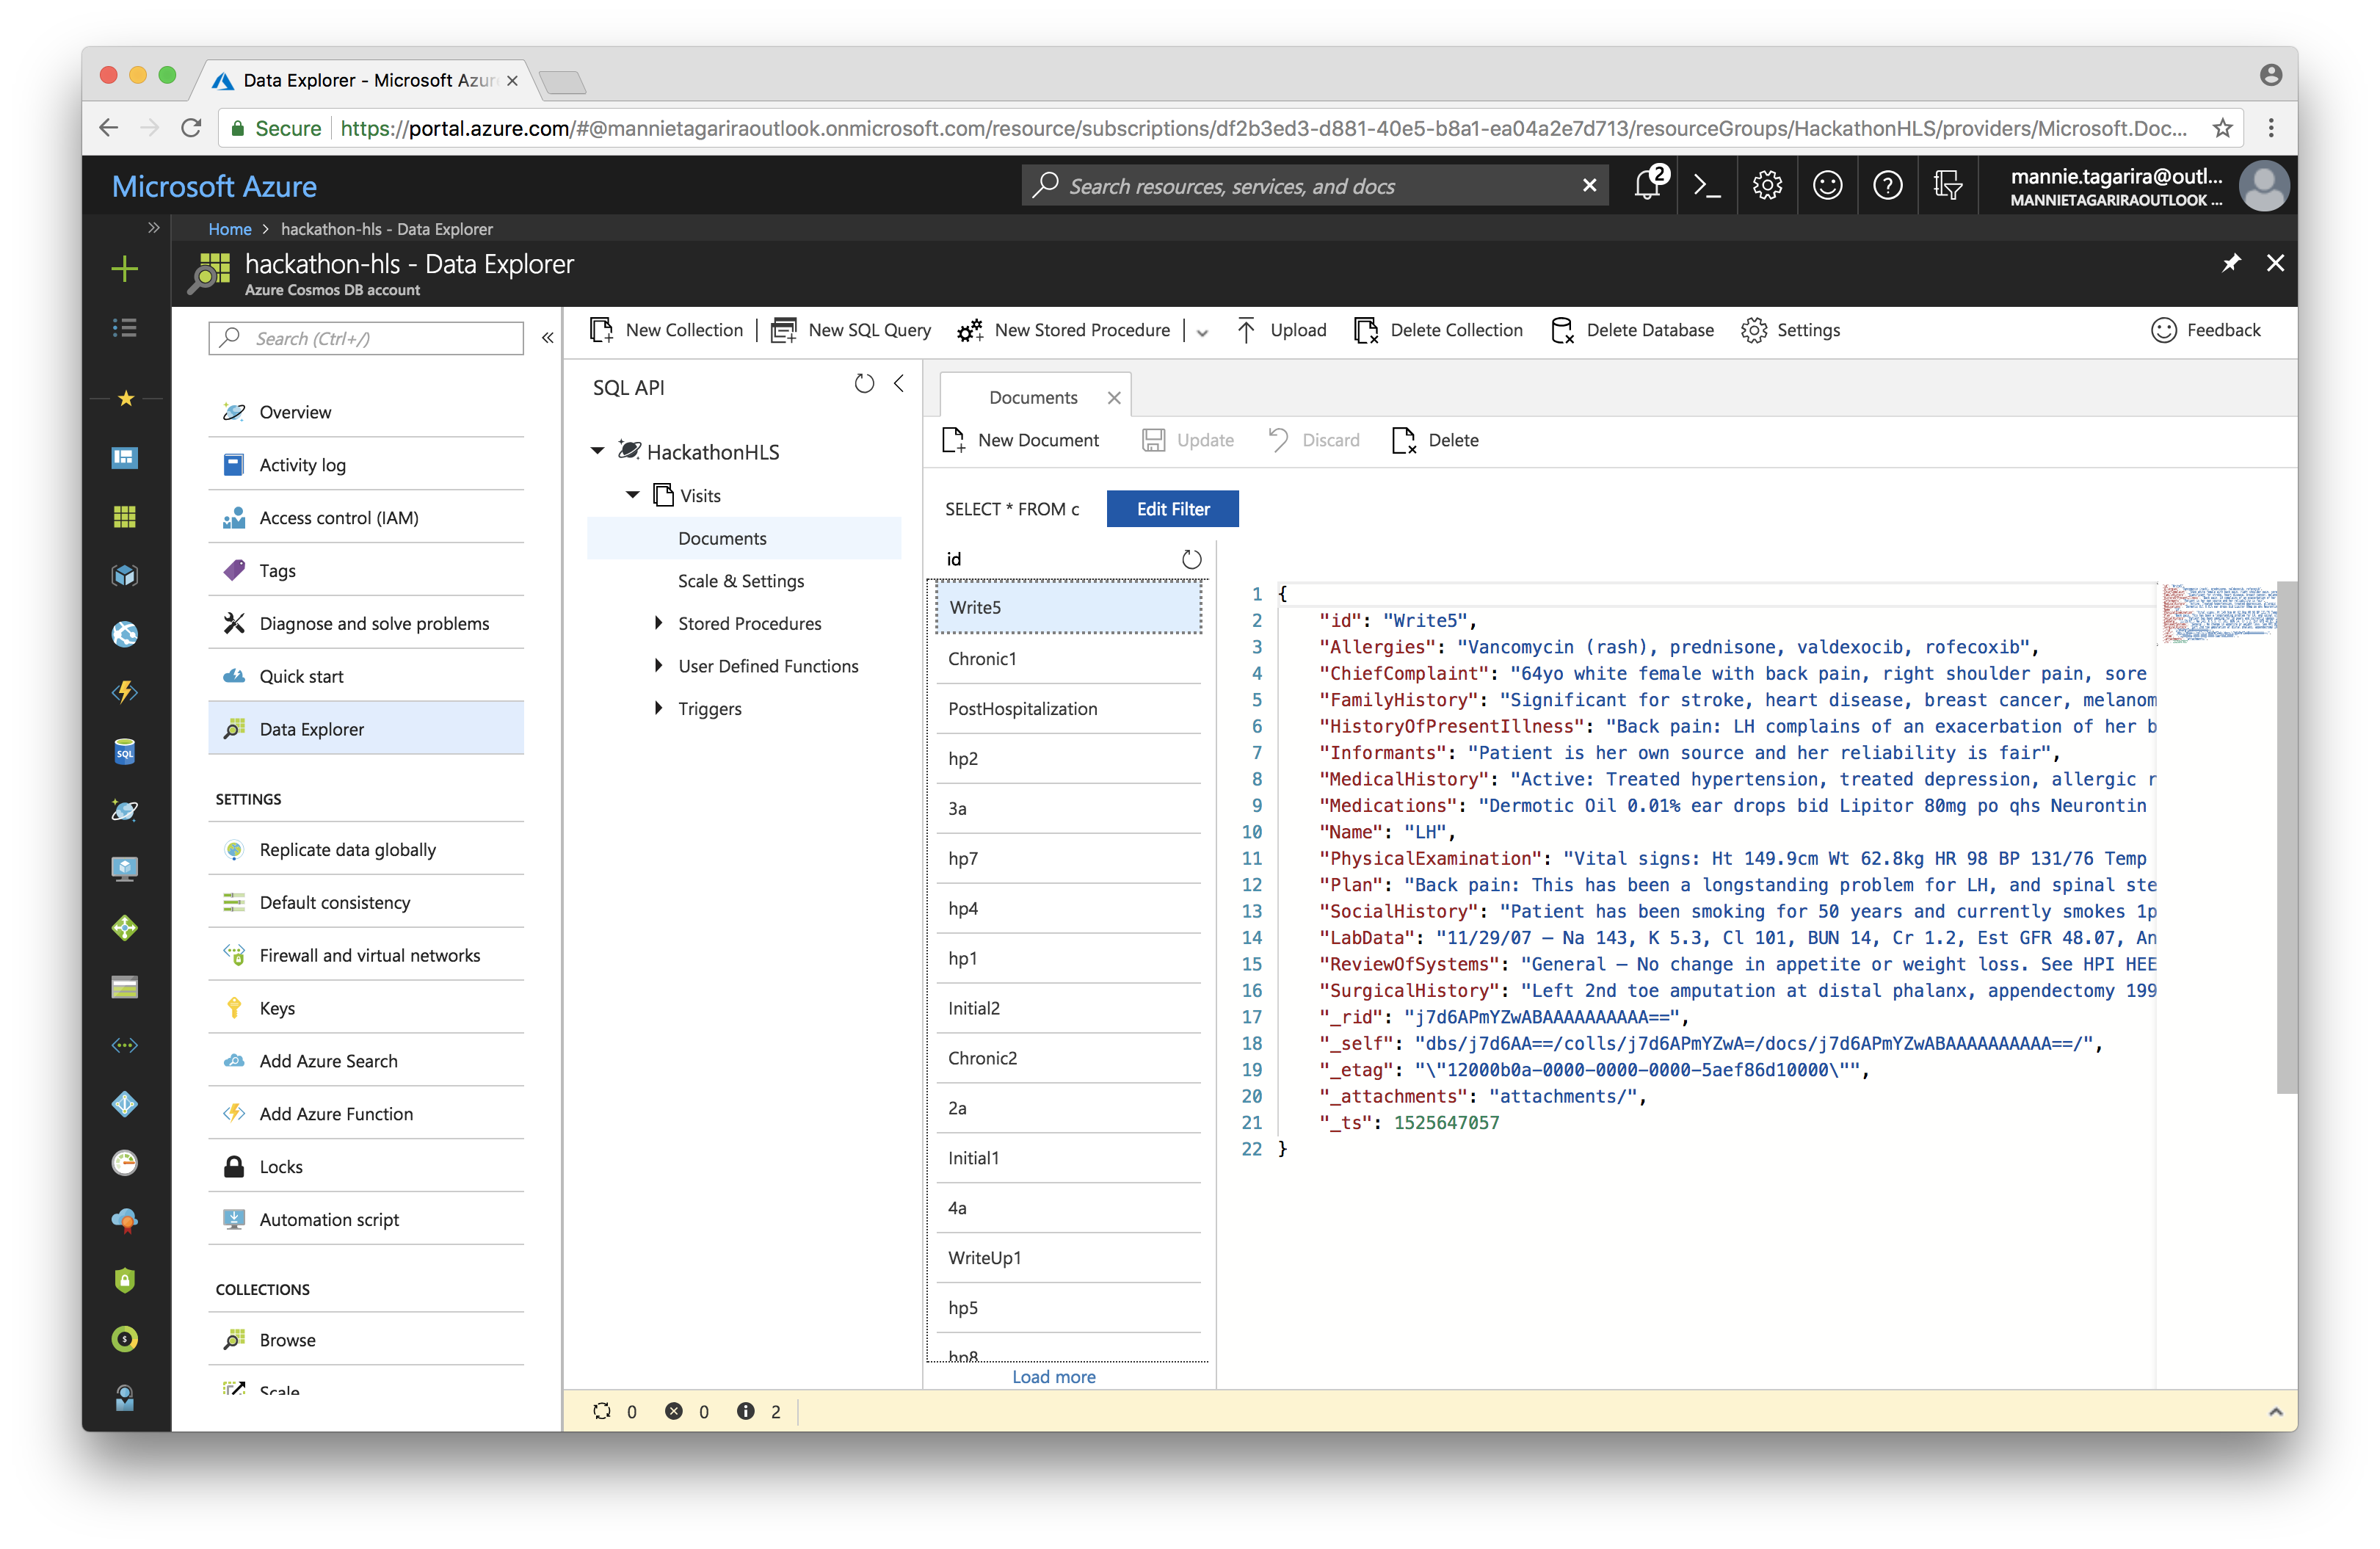 Data Explorer - Microsoft Azur
Secure https://portal.azure.com/#@mannietagariraoutlook.onmicrosoft.com/resource/subscriptions/df2b3ed3-d881-40e5-b8a1-ea04a2e7d713/resourceGroups/HackathonHLS/providers/Microsoft.Doc...
Microsoft Azure
Search resources, services, and docs
2
mannie.tagarira@outl...
MANNIETAGARIRAOUTLOOK ...
Home > hackathon-hls - Data Explorer
hackathon-hls - Data Explorer
Azure Cosmos DB account
Search (Ctrl+/)
Overview
Activity log
Access control (IAM)
Tags
Diagnose and solve problems
Quick start
Data Explorer
SETTINGS
Replicate data globally
Default consistency
Firewall and virtual networks
Keys
Add Azure Search
Add Azure Function
Locks
Automation script
COLLECTIONS
Browse
Scale
SQL
New Collection
New SQL Query
New Stored Procedure
Upload
Delete Collection
Delete Database
Settings
Feedback
SQL API
HackathonHLS
Visits
Documents
Scale & Settings
Stored Procedures
User Defined Functions
Triggers
Documents
New Document
Update
Discard
Delete
SELECT * FROM c
Edit Filter
id
Write5
Chronic1
PostHospitalization
hp2
3a
hp7
hp4
hp1
Initial2
Chronic2
2a
Initial1
4a
WriteUp1
hp5
hp8
Load more
1 {
2 "id": "Write5",
3 "Allergies": "Vancomycin (rash), prednisone, valdexocib, rofecoxib",
4 "ChiefComplaint": "64yo white female with back pain, right shoulder pain, sore
5 "FamilyHistory": "Significant for stroke, heart disease, breast cancer, melanom
6 "HistoryOfPresentIllness": "Back pain: LH complains of an exacerbation of her b
7 "Informants": "Patient is her own source and her reliability is fair",
8 "MedicalHistory": "Active: Treated hypertension, treated depression, allergic r
9 "Medications": "Dermotic Oil 0.01% ear drops bid Lipitor 80mg po qhs Neurontin
10 "Name": "LH",
11 "PhysicalExamination": "Vital signs: Ht 149.9cm Wt 62.8kg HR 98 BP 131/76 Temp
12 "Plan": "Back pain: This has been a longstanding problem for LH, and spinal ste
13 "SocialHistory": "Patient has been smoking for 50 years and currently smokes 1p
14 "LabData": "11/29/07 – Na 143, K 5.3, Cl 101, BUN 14, Cr 1.2, Est GFR 48.07, An
15 "ReviewOfSystems": "General – No change in appetite or weight loss. See HPI HEE
16 "SurgicalHistory": "Left 2nd toe amputation at distal phalanx, appendectomy 199
17 "_rid": "j7d6APmYZwABAAAAAAAAAA==",
18 "_self": "dbs/j7d6AA==/colls/j7d6APmYZwA=/docs/j7d6APmYZwABAAAAAAAAAA==/",
19 "_etag": "\"12000b0a-0000-0000-0000-5aef86d10000\"",
20 "_attachments": "attachments/",
21 "_ts": 1525647057
22 }
0 0 2